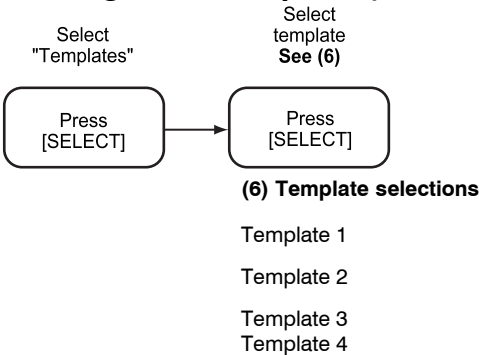 Select
"Templates"
Select
template
See (6)
Press
[SELECT]
Press
[SELECT]
(6) Template selections
Template 1
Template 2
Template 3
Template 4